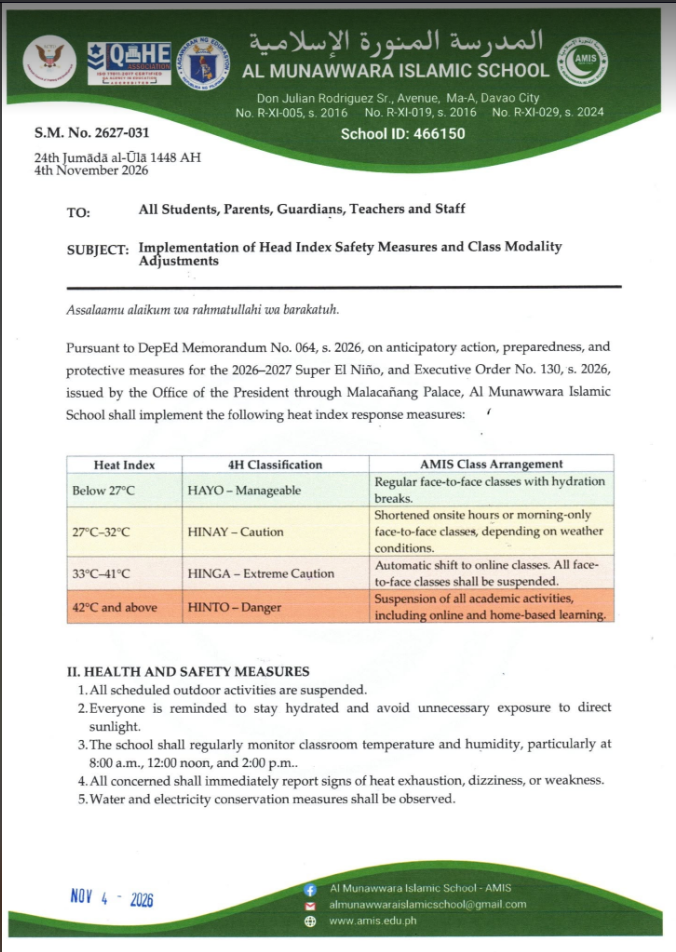 المدرسة المنورة الإسلامية
AL MUNAWWARA ISLAMIC SCHOOL
Don Julian Rodriguez Sr., Avenue, Ma-A, Davao City
No. R-XI-005, s. 2016 No. R-XI-019, s. 2016 No. R-XI-029, s. 2024
School ID: 466150
QAHE
ASSOCIATION
AMIS
S.M. No. 2627-031
24th Jumādā al-Ūlā 1448 AH
4th November 2026
TO: All Students, Parents, Guardians, Teachers and Staff
SUBJECT: Implementation of Head Index Safety Measures and Class Modality
Adjustments
Assalaamu alaikum wa rahmatullahi wa barakatuh.
Pursuant to DepEd Memorandum No. 064, s. 2026, on anticipatory action, preparedness, and
protective measures for the 2026–2027 Super El Niño, and Executive Order No. 130, s. 2026,
issued by the Office of the President through Malacañang Palace, Al Munawwara Islamic
School shall implement the following heat index response measures:
Heat Index 4H Classification AMIS Class Arrangement
Below 27°C HAYO – Manageable Regular face-to-face classes with hydration
breaks.
27°C–32°C HINAY – Caution Shortened onsite hours or morning-only
face-to-face classes, depending on weather
conditions.
33°C–41°C HINGA – Extreme Caution Automatic shift to online classes. All face-
to-face classes shall be suspended.
42°C and above HINTO – Danger Suspension of all academic activities,
including online and home-based learning.
II. HEALTH AND SAFETY MEASURES
1. All scheduled outdoor activities are suspended.
2. Everyone is reminded to stay hydrated and avoid unnecessary exposure to direct
sunlight.
3. The school shall regularly monitor classroom temperature and humidity, particularly at
8:00 a.m., 12:00 noon, and 2:00 p.m..
4. All concerned shall immediately report signs of heat exhaustion, dizziness, or weakness.
5. Water and electricity conservation measures shall be observed.
NOV 4 - 2026
Al Munawwara Islamic School - AMIS
almunawwaraislamicschool@gmail.com
www.amis.edu.ph